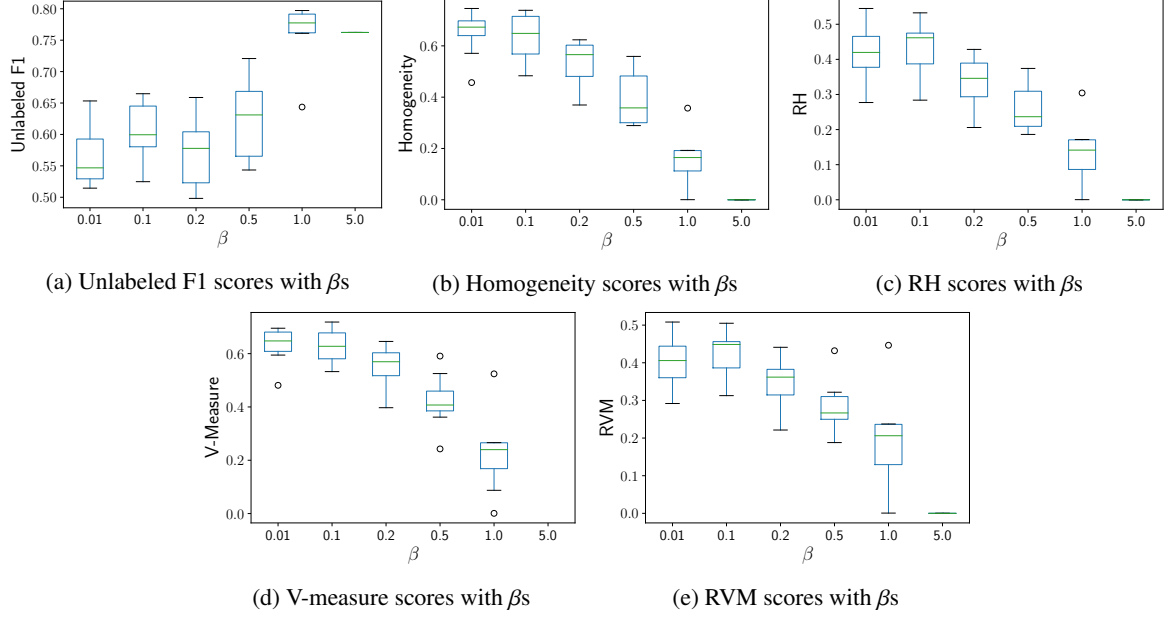 0.80
0.75
0.70
0.65
0.60
0.55
0.50
Unlabeled F1
0.01 0.1 0.2 0.5 1.0 5.0
β
(a) Unlabeled F1 scores with βs
0.6
0.4
0.2
0.0
Homogeneity
0.01 0.1 0.2 0.5 1.0 5.0
β
(b) Homogeneity scores with βs
0.5
0.4
0.3
0.2
0.1
0.0
RH
0.01 0.1 0.2 0.5 1.0 5.0
β
(c) RH scores with βs
0.6
0.4
0.2
0.0
V-Measure
0.01 0.1 0.2 0.5 1.0 5.0
β
(d) V-measure scores with βs
0.5
0.4
0.3
0.2
0.1
0.0
RVM
0.01 0.1 0.2 0.5 1.0 5.0
β
(e) RVM scores with βs